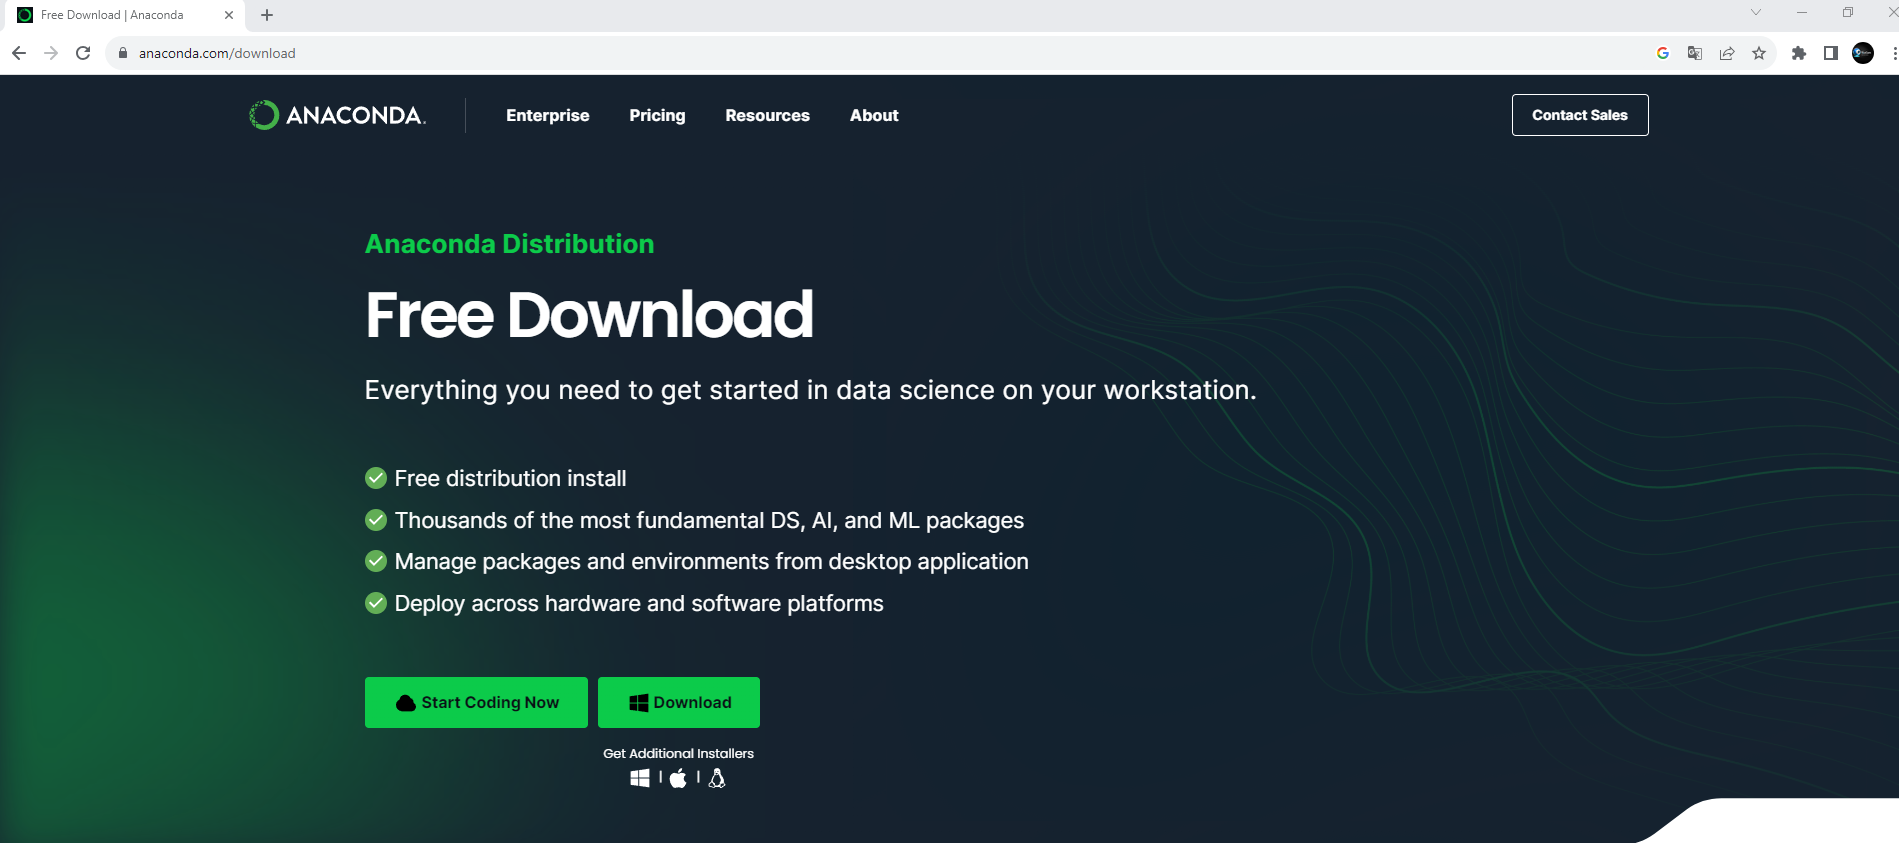 Free Download | Anaconda
anaconda.com/download
ANACONDA.
Enterprise
Pricing
Resources
About
Contact Sales
Anaconda Distribution
Free Download
Everything you need to get started in data science on your workstation.
Free distribution install
Thousands of the most fundamental DS, AI, and ML packages
Manage packages and environments from desktop application
Deploy across hardware and software platforms
Start Coding Now
Download
Get Additional Installers